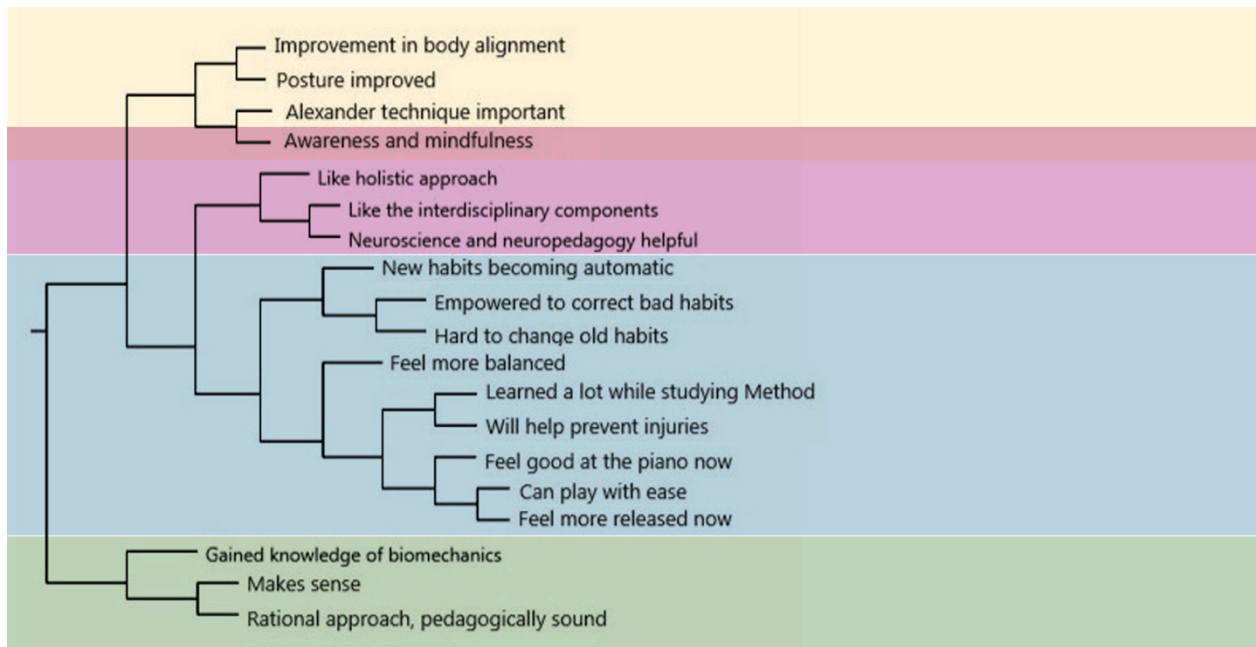 Improvement in body alignment
Posture improved
Alexander technique important
Awareness and mindfulness
Like holistic approach
Like the interdisciplinary components
Neuroscience and neuropedagogy helpful
New habits becoming automatic
Empowered to correct bad habits
Hard to change old habits
Feel more balanced
Learned a lot while studying Method
Will help prevent injuries
Feel good at the piano now
Can play with ease
Feel more released now
Gained knowledge of biomechanics
Makes sense
Rational approach, pedagogically sound